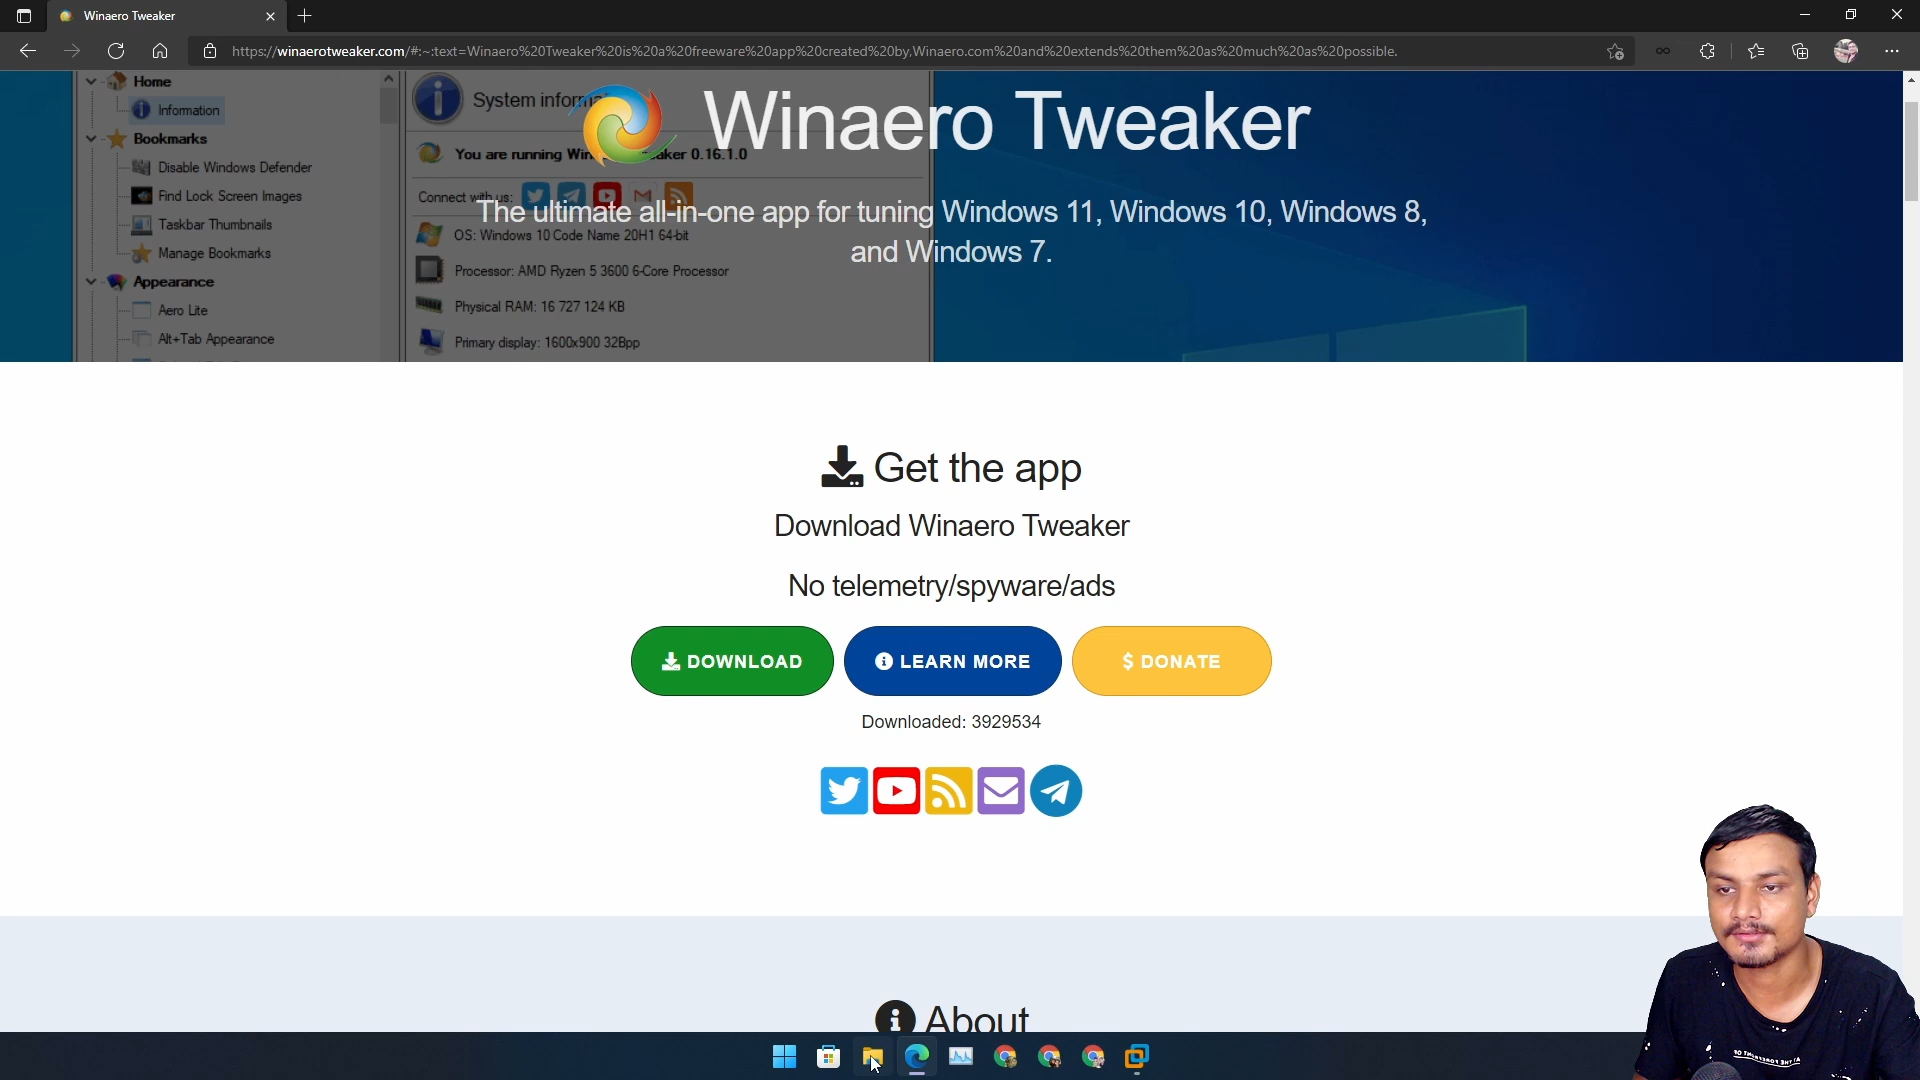 Winaero Tweaker
https://winaerotweaker.com/#:~:text=Winaero%20Tweaker%20is%20a%20freeware%20app%20created%20by,Winaero.com%20and%20extends%20them%20as%20much%20as%20possible.
Home
Information
Bookmarks
Disable Windows Defender
Find Lock Screen Images
Taskbar Thumbnails
Manage Bookmarks
Appearance
Aero Lite
Alt+Tab Appearance
System
You are running
0.16.1.0
Connect with us:
OS: Windows 10 Code Name 20H1 64-bit
Processor: AMD Ryzen 5 3600 6-Core Processor
Physical RAM: 16 727 124 KB
Primary display: 1600x900 32Bpp
Winaero Tweaker
The ultimate all-in-one app for tuning Windows 11, Windows 10, Windows 8,
and Windows 7.
Get the app
Download Winaero Tweaker
No telemetry/spyware/ads
DOWNLOAD
LEARN MORE
$ DONATE
Downloaded: 3929534
About